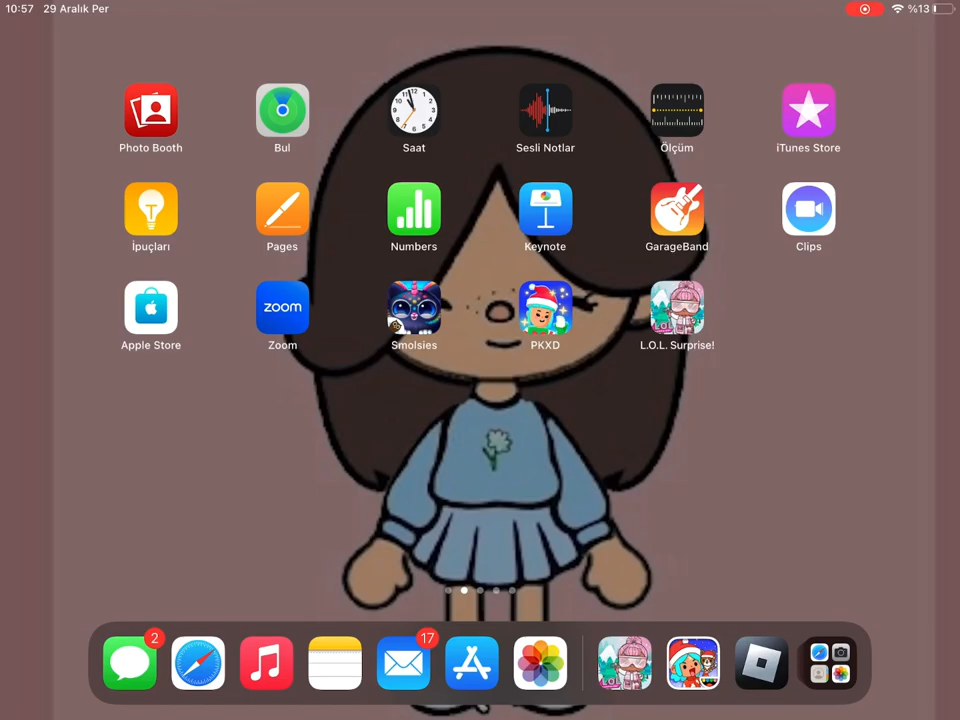 10:57 29 Aralık Per %13
Photo Booth Bul Saat Sesli Notlar Ölçüm iTunes Store
İpuçları Pages Numbers Keynote GarageBand Clips
zoom
Apple Store Zoom Smolsies PKXD L.O.L. Surprise!
2 17